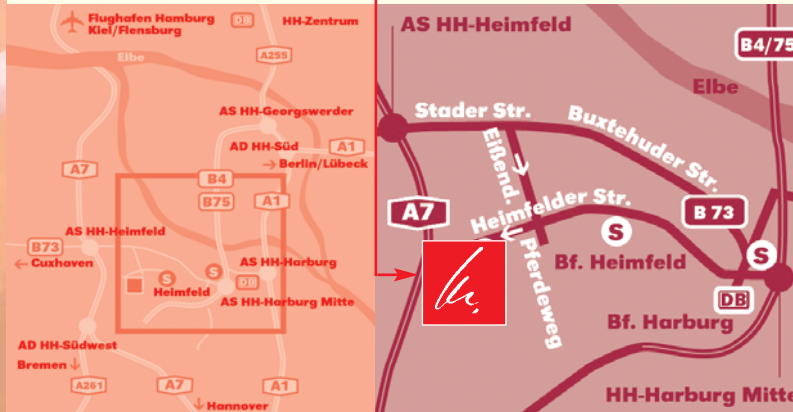 Flughafen Hamburg
Kiel/Flensburg
DB
HH-Zentrum
A255
Elbe
AS HH-Georgswerder
AD HH-Süd
A1
→Berlin/Lübeck
A7
B4
B75
A1
AS HH-Heimfeld
B73
←Cuxhaven
S
S
AS HH-Harburg
DB
Heimfeld
AS HH-Harburg Mitte
AD HH-Südwest
Bremen↓
A261
A7
A1
↓Hannover
AS HH-Heimfeld
B4/75
Elbe
Stader Str.
Buxtehuder Str.
Eißend. → Pferdeweg
A7
Heimfelder Str.
B 73
S
S
Bf. Heimfeld
DB
Bf. Harburg
HH-Harburg Mitte